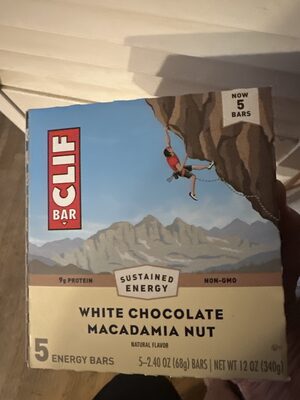 NOW
5
BARS
CLIF
BAR
9g PROTEIN
SUSTAINED
ENERGY
NON-GMO
WHITE CHOCOLATE
MACADAMIA NUT
NATURAL FLAVOR
5 ENERGY BARS
5-2.40 OZ (68g) BARS | NET WT 12 OZ (340g)